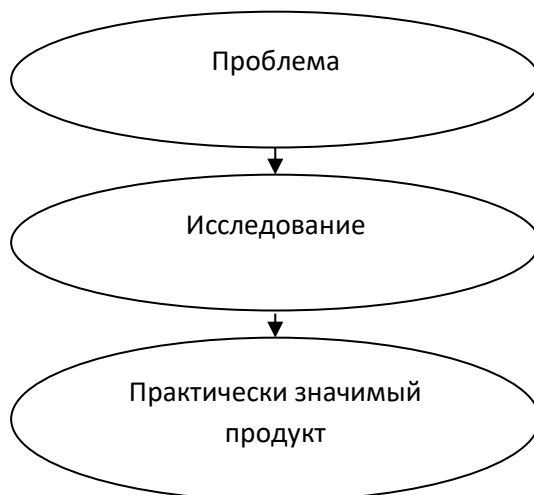 Проблема
Исследование
Практически значимый
продукт